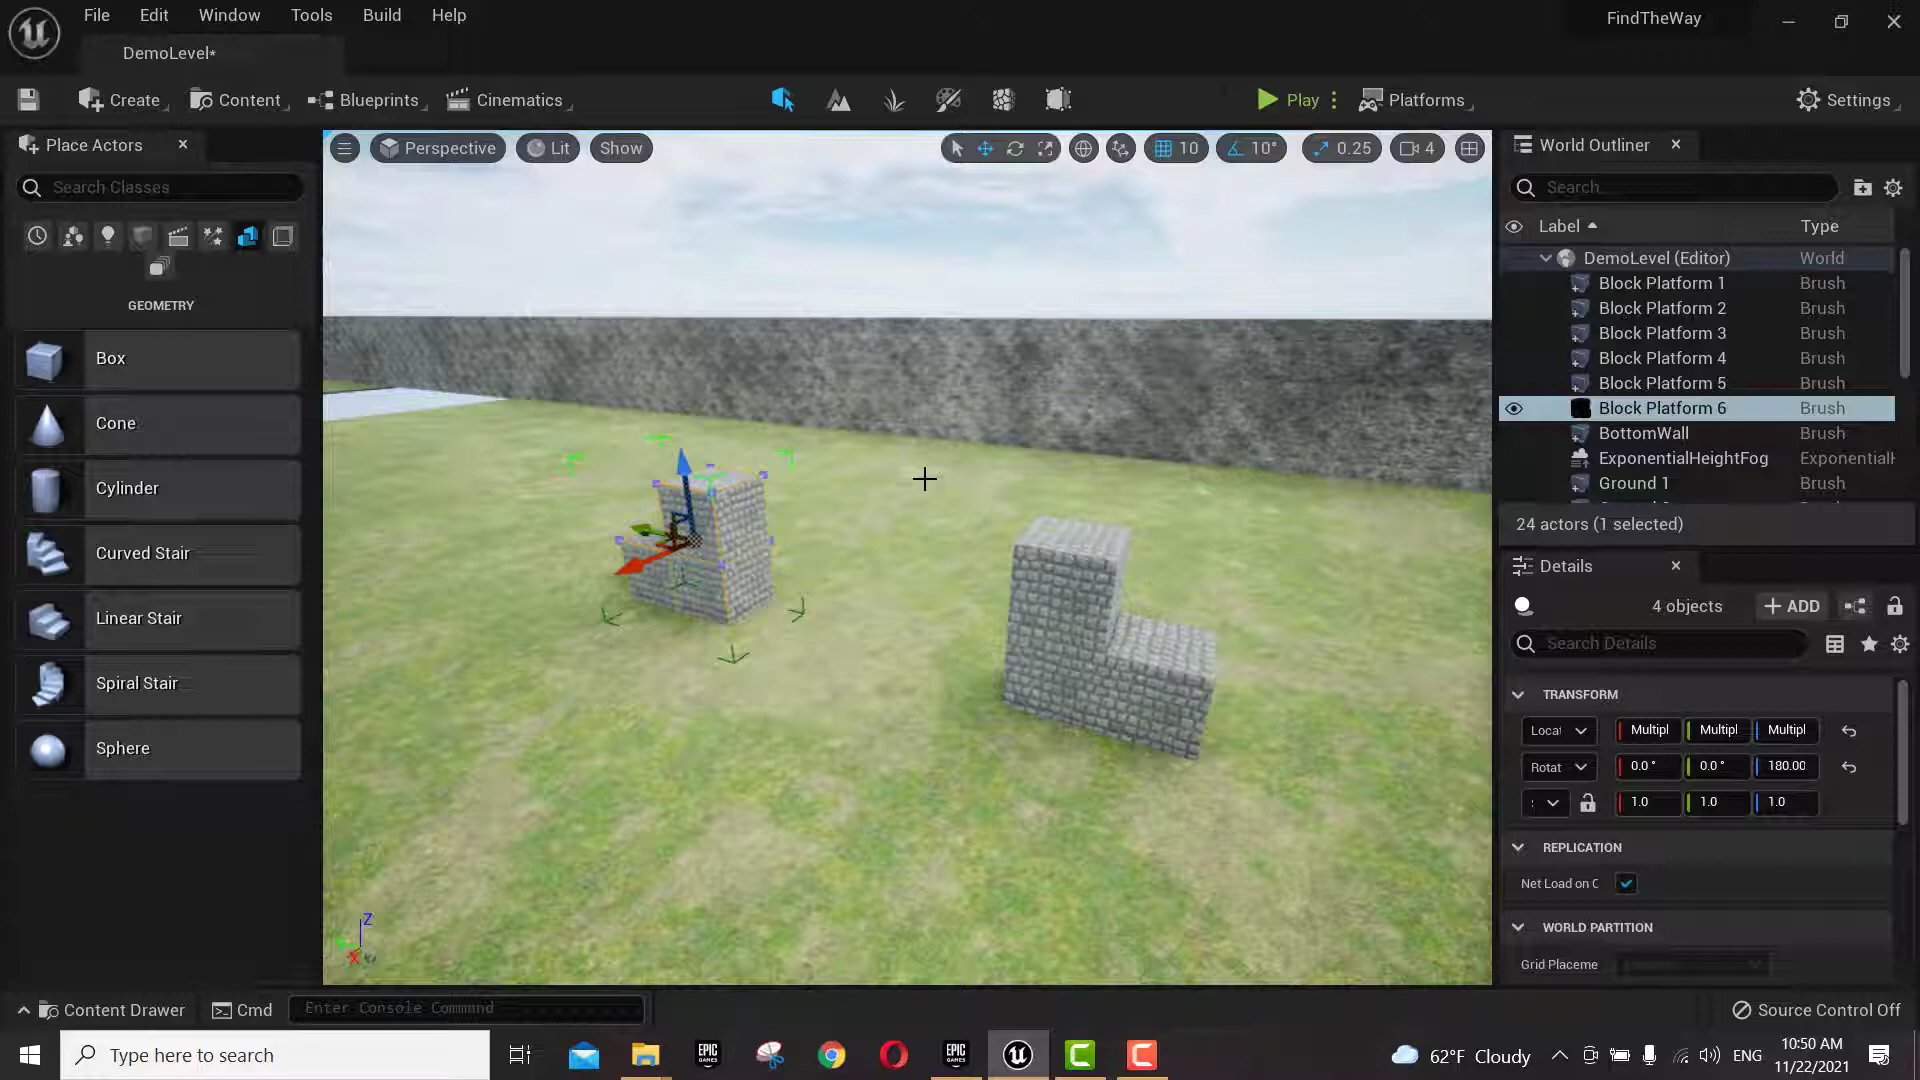 File Edit Window Tools Build Help
FindTheWay
DemoLevel*
Create Content Blueprints Cinematics
Play Platforms Settings
Place Actors
Search Classes
GEOMETRY
Box
Cone
Cylinder
Curved Stair
Linear Stair
Spiral Stair
Sphere
Perspective Lit Show
10 10° 0.25 4
World Outliner
Search...
Label Type
DemoLevel (Editor) World
Block Platform 1 Brush
Block Platform 2 Brush
Block Platform 3 Brush
Block Platform 4 Brush
Block Platform 5 Brush
Block Platform 6 Brush
BottomWall Brush
ExponentialHeightFog Exponential
Ground 1 Brush
24 actors (1 selected)
Details
4 objects ADD
Search Details
TRANSFORM
Locat Multipl Multipl Multipl
Rotat 0.0 ° 0.0 ° 180.00
1.0 1.0 1.0
REPLICATION
Net Load on C
WORLD PARTITION
Grid Placeme
Z
X
Content Drawer Cmd Enter Console Command
Source Control Off
Type here to search
EPIC GAMES
EPIC GAMES
62°F Cloudy
ENG
10:50 AM
11/22/2021